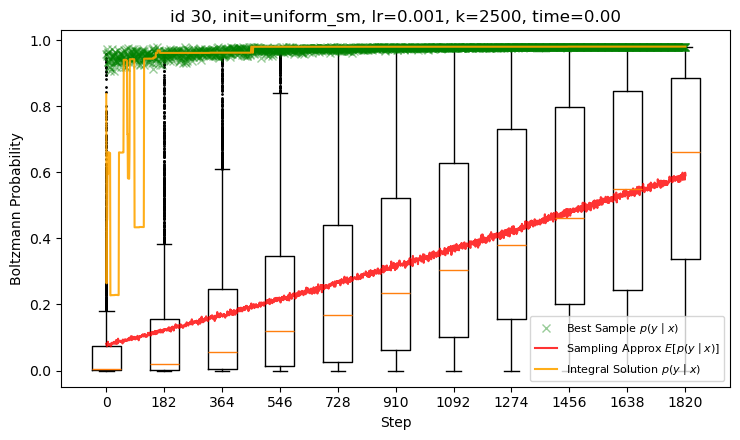 id 30, init=uniform_sm, lr=0.001, k=2500, time=0.00
Boltzmann Probability
1.0
0.8
0.6
0.4
0.2
0.0
Best Sample p(y | x)
Sampling Approx E[p(y | x)]
Integral Solution p(y | x)
0 182 364 546 728 910 1092 1274 1456 1638 1820
Step